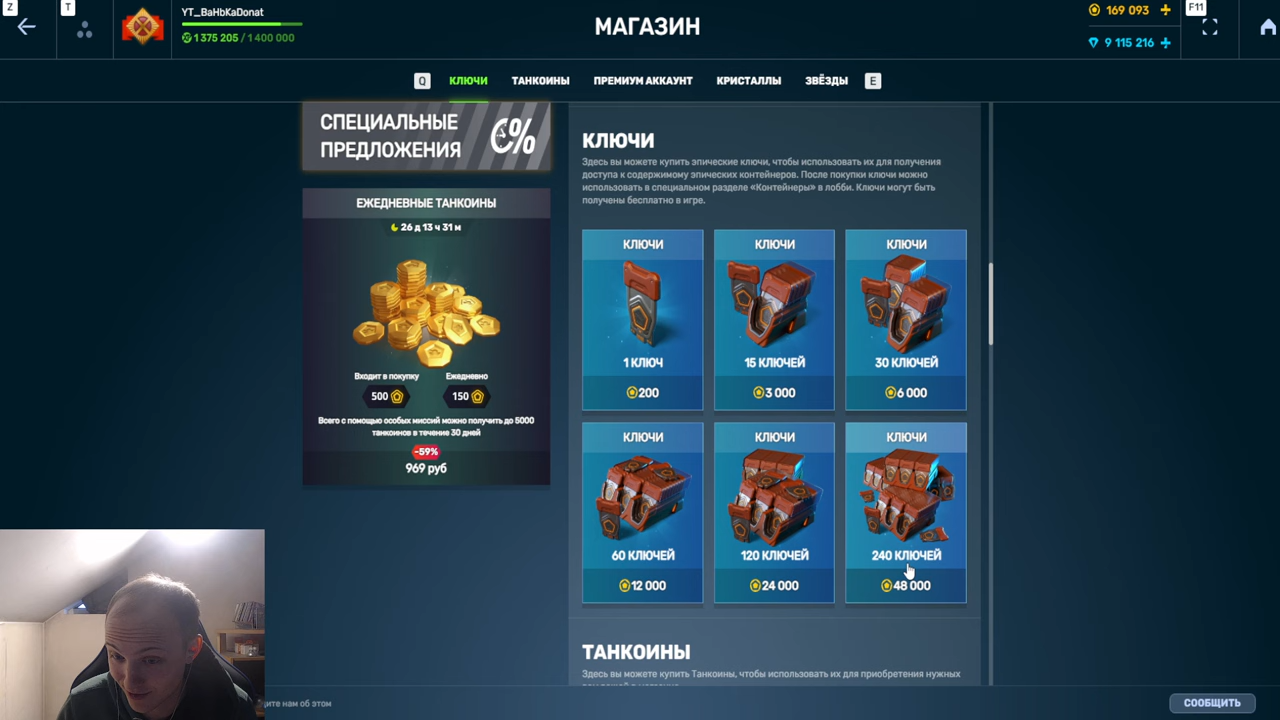 Z
T
YT_BaHbKaDonat
1 375 205 / 1 400 000
МАГАЗИН
169 093
9 115 216
F11
Q
КЛЮЧИ
ТАНКОИНЫ
ПРЕМИУМ АККАУНТ
КРИСТАЛЛЫ
ЗВЁЗДЫ
E
СПЕЦИАЛЬНЫЕ
ПРЕДЛОЖЕНИЯ
%
ЕЖЕДНЕВНЫЕ ТАНКОИНЫ
26 д 13 ч 31 м
Входит в покупку
Ежедневно
500
150
Всего с помощью особых миссий можно получить до 5000
танкоинов в течение 30 дней
-59%
969 руб
КЛЮЧИ
Здесь вы можете купить эпические ключи, чтобы использовать их для получения
доступа к содержимому эпических контейнеров. После покупки ключи можно
использовать в специальном разделе «Контейнеры» в лобби. Ключи могут быть
получены бесплатно в игре.
КЛЮЧИ
1 КЛЮЧ
200
КЛЮЧИ
15 КЛЮЧЕЙ
3 000
КЛЮЧИ
30 КЛЮЧЕЙ
6 000
КЛЮЧИ
60 КЛЮЧЕЙ
12 000
КЛЮЧИ
120 КЛЮЧЕЙ
24 000
КЛЮЧИ
240 КЛЮЧЕЙ
48 000
ТАНКОИНЫ
Здесь вы можете купить Танкоины, чтобы использовать их для приобретения нужных
нам об этом
СООБЩИТЬ